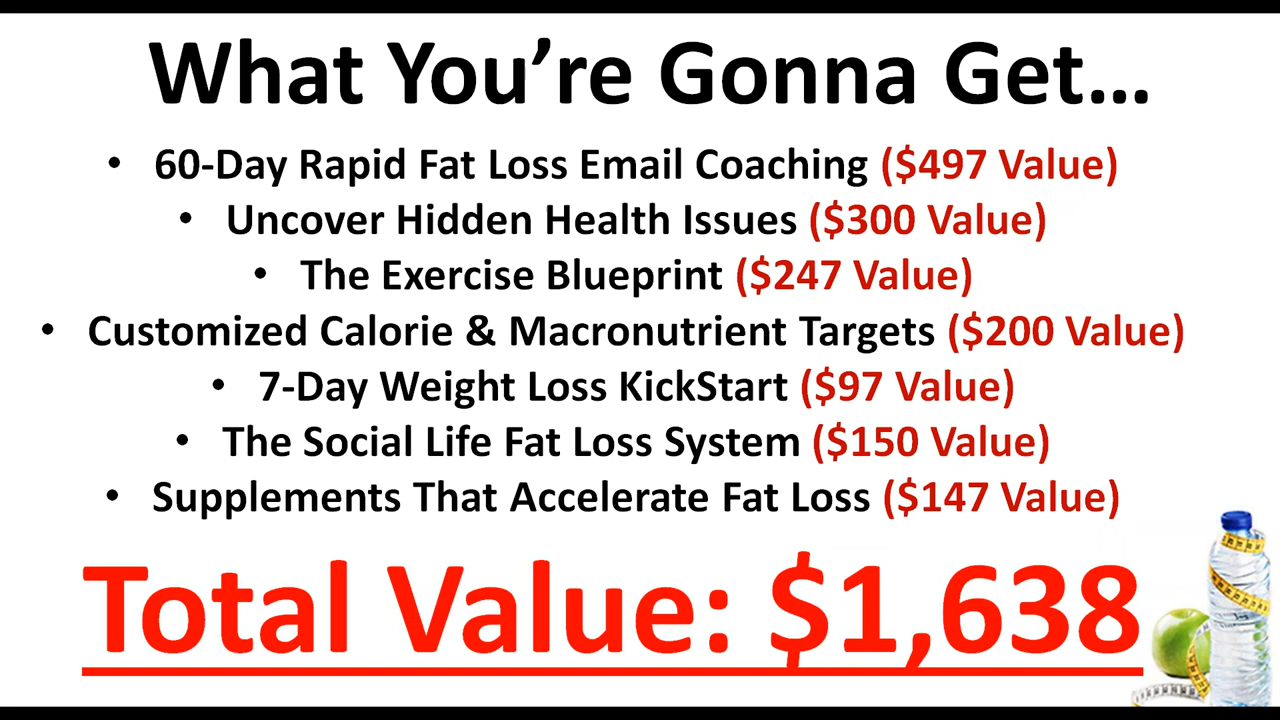 What You’re Gonna Get…
• 60-Day Rapid Fat Loss Email Coaching ($497 Value)
• Uncover Hidden Health Issues ($300 Value)
• The Exercise Blueprint ($247 Value)
• Customized Calorie & Macronutrient Targets ($200 Value)
• 7-Day Weight Loss KickStart ($97 Value)
• The Social Life Fat Loss System ($150 Value)
• Supplements That Accelerate Fat Loss ($147 Value)
Total Value: $1,638